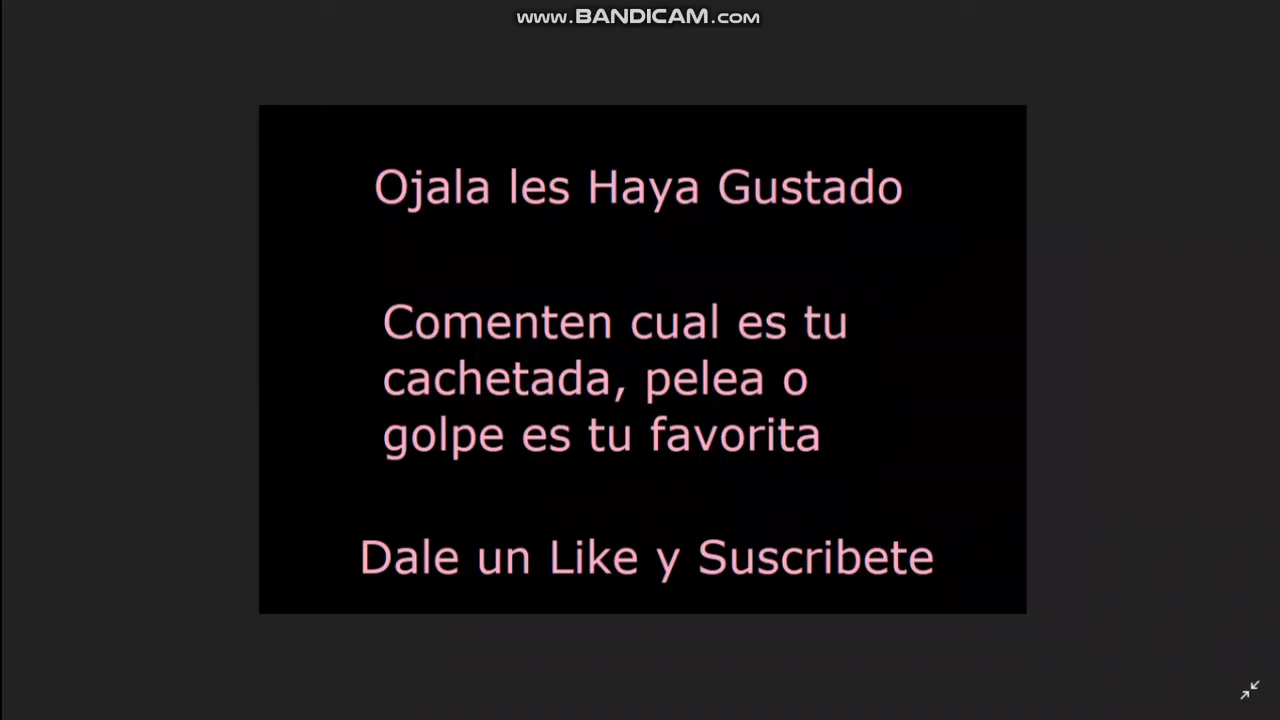 www.BANDICAM.com
Ojala les Haya Gustado
Comenten cual es tu
cachetada, pelea o
golpe es tu favorita
Dale un Like y Suscribete